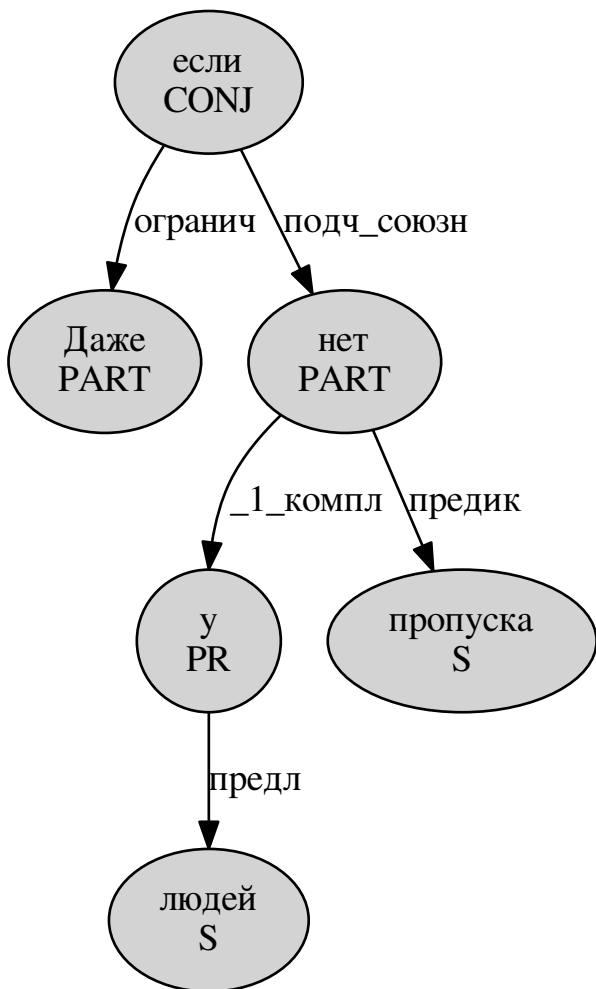 если
CONJ
огранич
подч_союзн
Даже
PART
нет
PART
_1_компл
предик
у
PR
пропуска
S
предл
людей
S